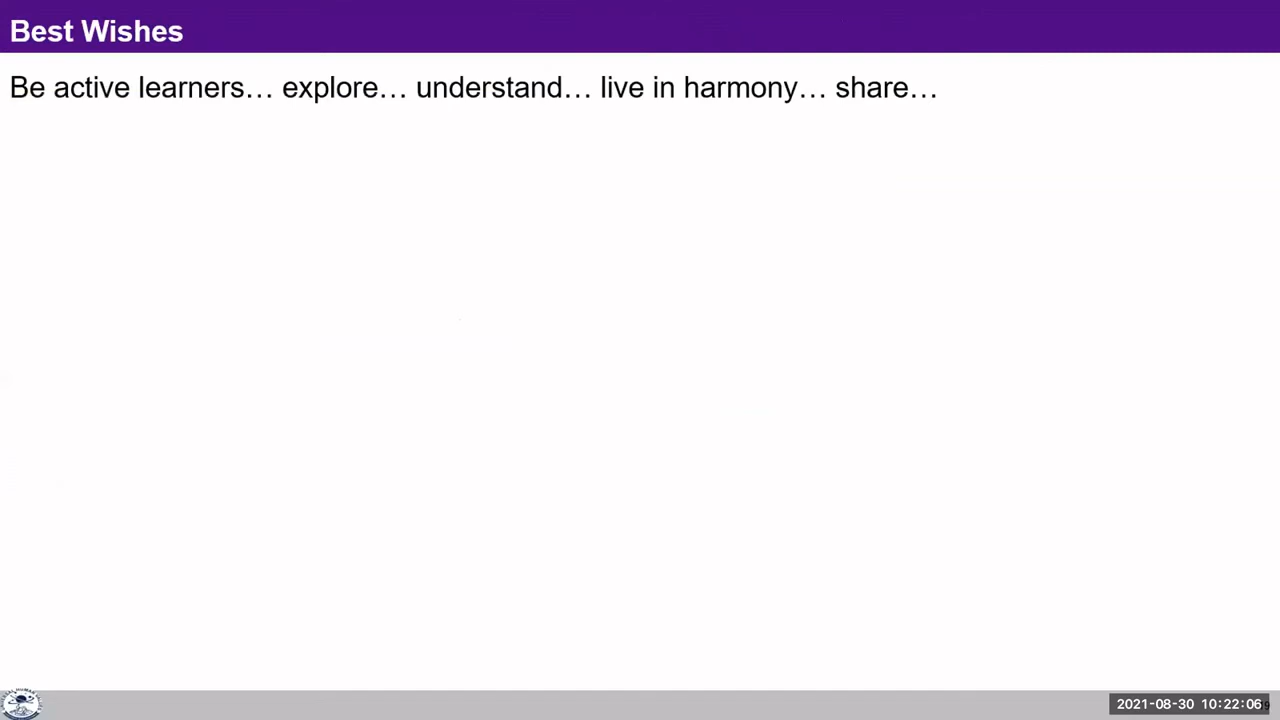 Best Wishes
Be active learners… explore… understand… live in harmony… share…
2021-08-30 10:22:06